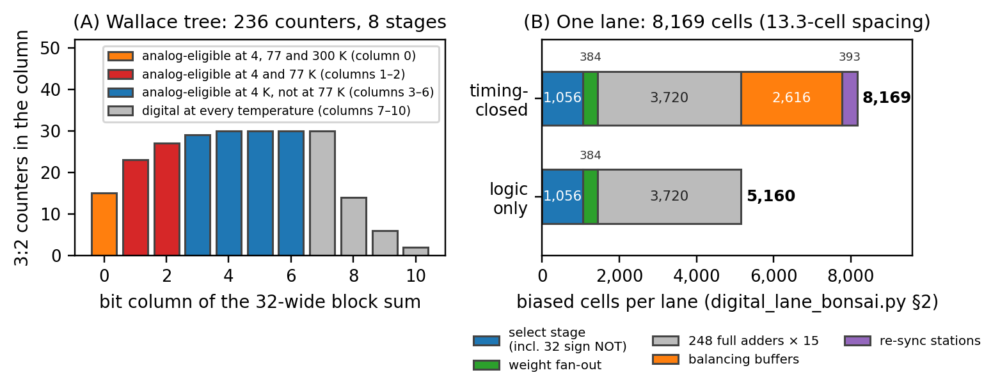 (A) Wallace tree: 236 counters, 8 stages
3:2 counters in the column
50
40
30
20
10
0
analog-eligible at 4, 77 and 300 K (column 0)
analog-eligible at 4 and 77 K (columns 1–2)
analog-eligible at 4 K, not at 77 K (columns 3–6)
digital at every temperature (columns 7–10)
0 2 4 6 8 10
bit column of the 32-wide block sum
(B) One lane: 8,169 cells (13.3-cell spacing)
384 393
timing-
closed
1,056 3,720 2,616 8,169
384
logic
only
1,056 3,720 5,160
0 2,000 4,000 6,000 8,000
biased cells per lane (digital_lane_bonsai.py §2)
select stage
(incl. 32 sign NOT)
weight fan-out
248 full adders × 15
balancing buffers
re-sync stations